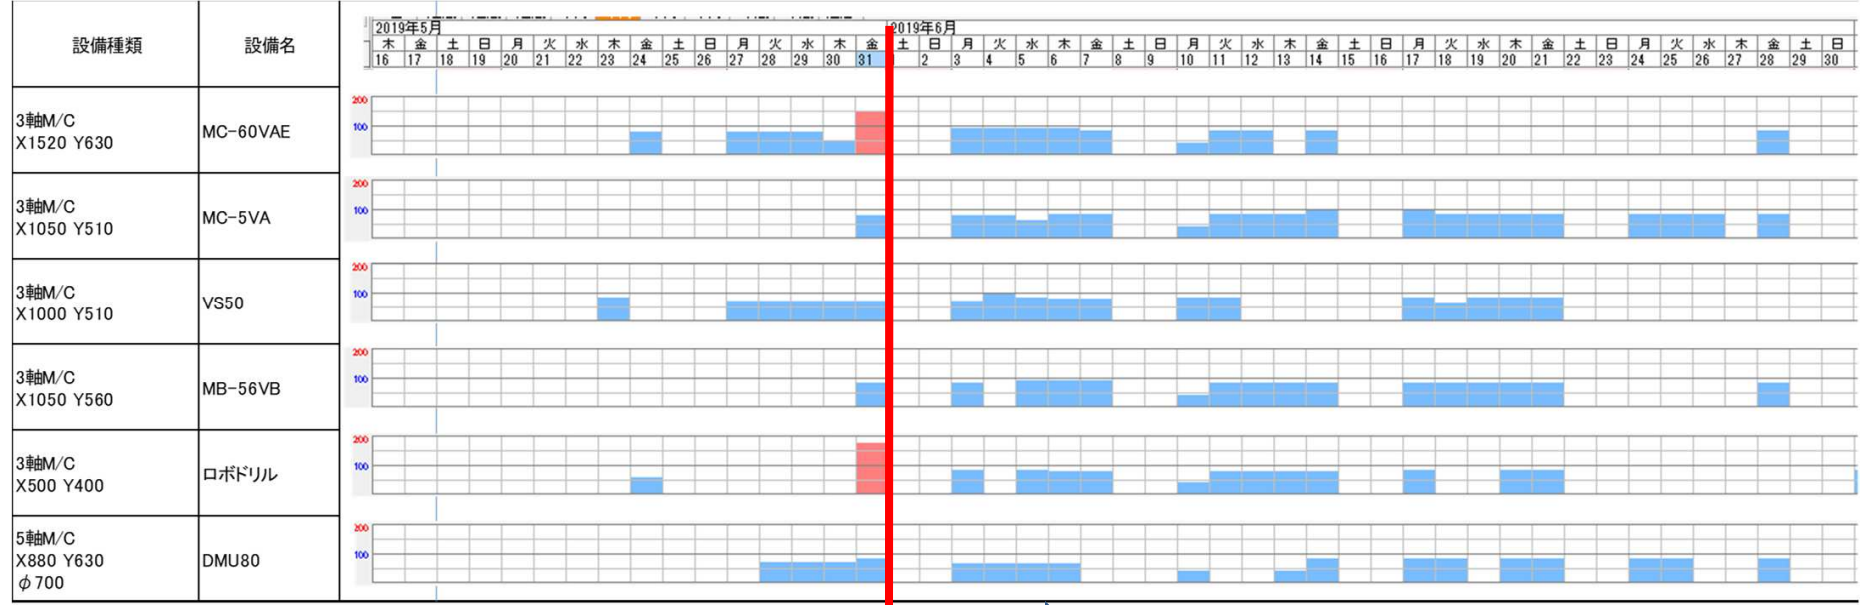 設備種類
設備名
2019年5月
2019年6月
木 金 土 日 月 火 水 木 金 土 日 月 火 水 木 金 土 日 月 火 水 木 金 土 日 月 火 水 木 金 土 日 月 火 水 木 金 土 日 月 火 水 木 金 土 日
16 17 18 19 20 21 22 23 24 25 26 27 28 29 30 31 2 3 4 5 6 7 8 9 10 11 12 13 14 15 16 17 18 19 20 21 22 23 24 25 26 27 28 29 30
3軸M/C
X1520 Y630
MC-60VAE
200
100
3軸M/C
X1050 Y510
MC-5VA
200
100
3軸M/C
X1000 Y510
VS50
200
100
3軸M/C
X1050 Y560
MB-56VB
200
100
3軸M/C
X500 Y400
ロボドリル
200
100
5軸M/C
X880 Y630
φ700
DMU80
200
100